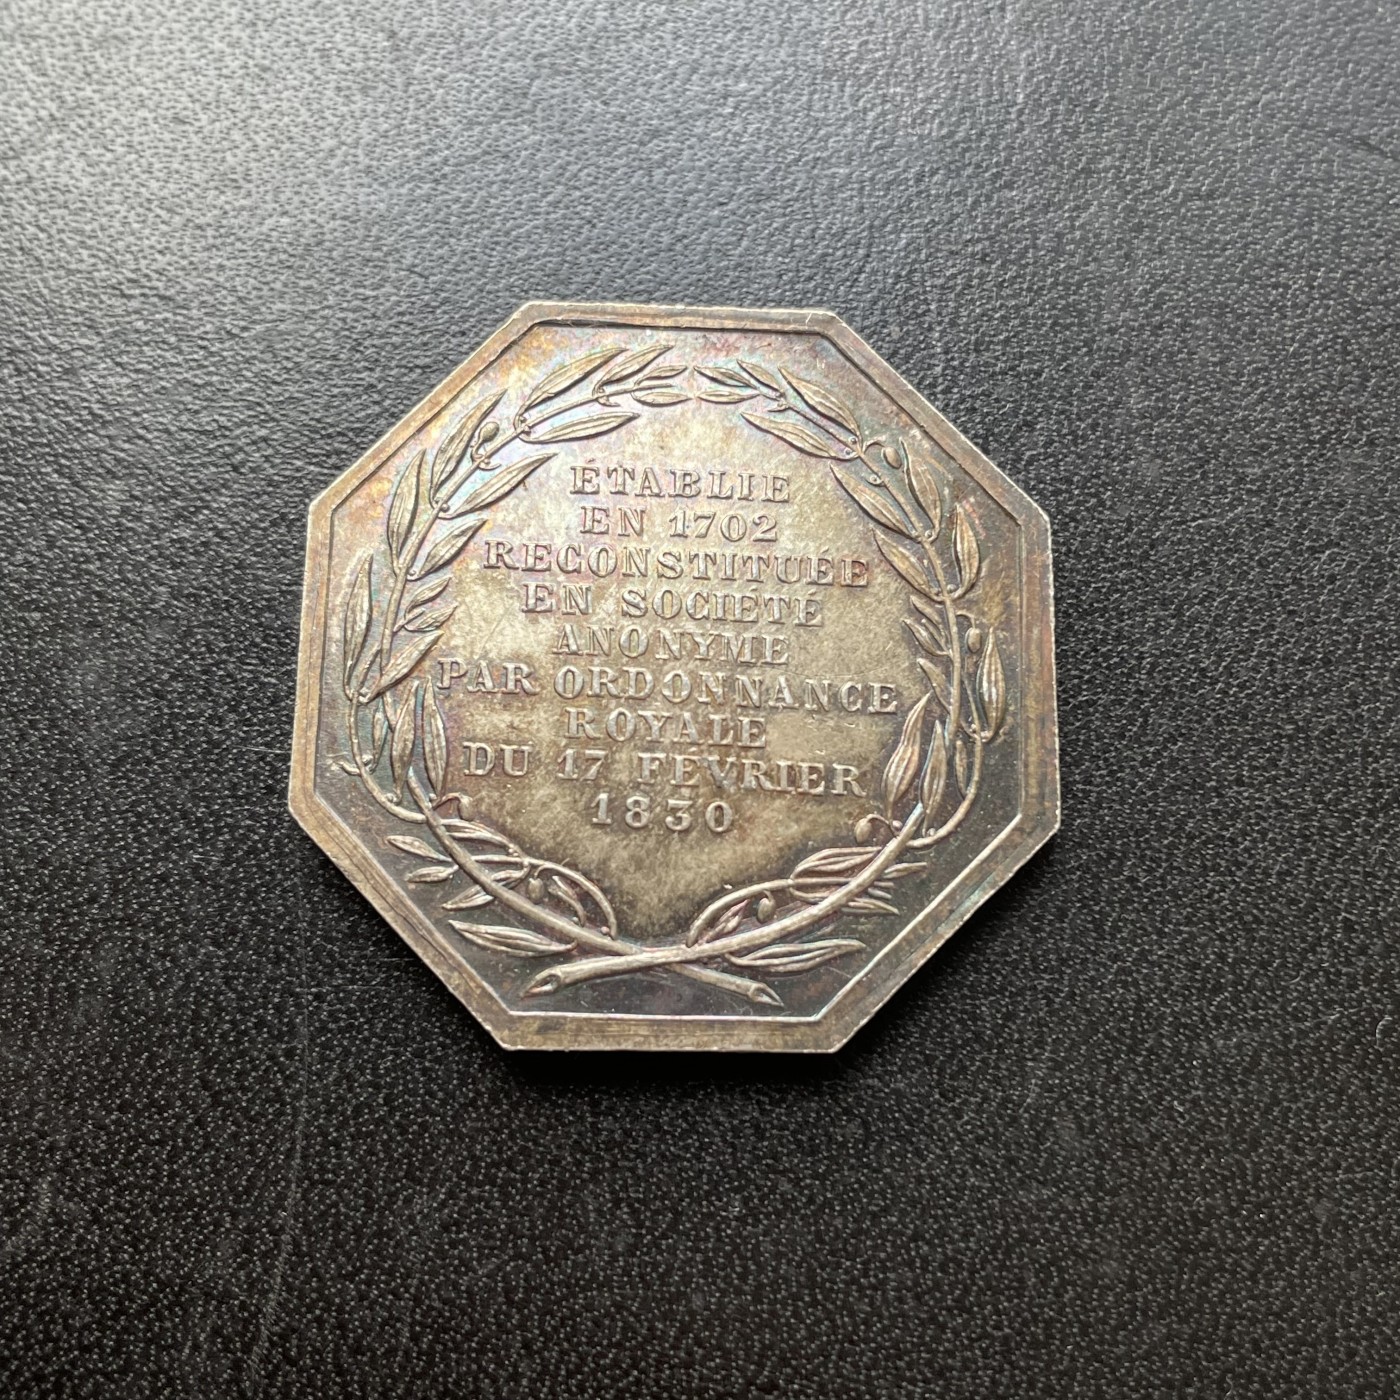 ÉTABLIE
EN 1702
RECONSTITUÉE
EN SOCIÉTÉ
ANONYME
PAR ORDONNANCE
ROYALE
DU 17 FÉVRIER
1830